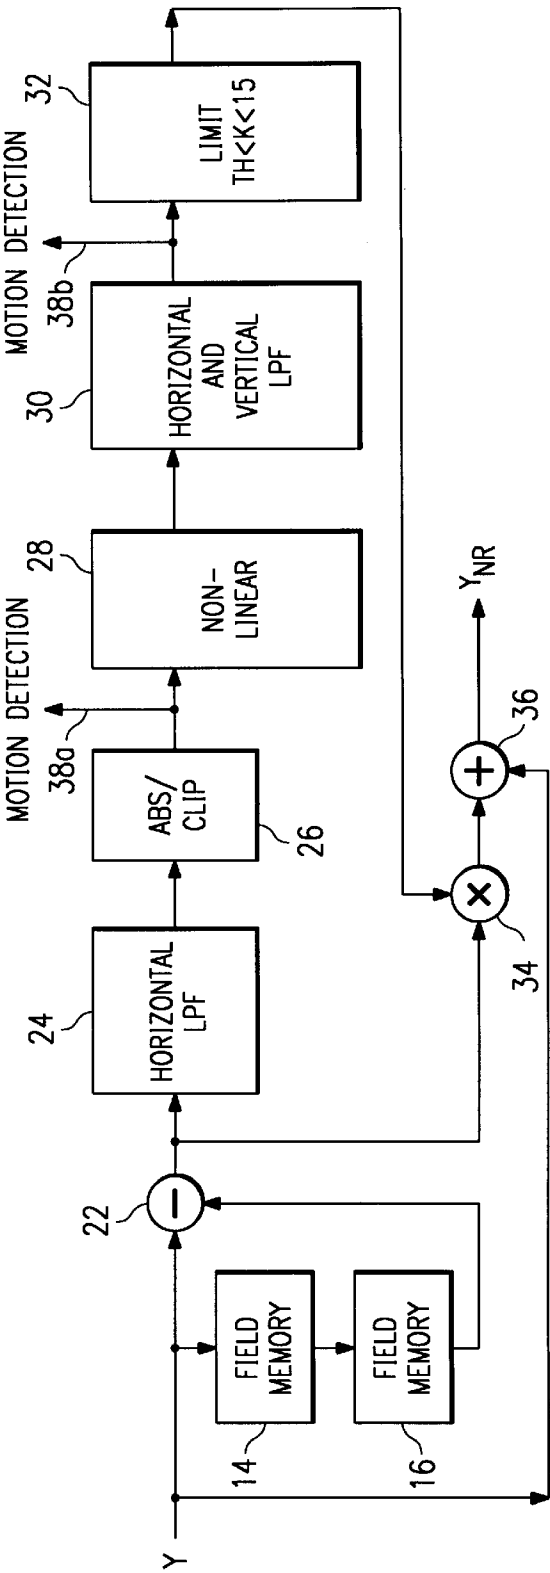 Y
14
FIELD
MEMORY
16
FIELD
MEMORY
22
−
24
HORIZONTAL
LPF
ABS/
CLIP
26
38a
MOTION DETECTION
28
NON-
LINEAR
30
HORIZONTAL
AND
VERTICAL
LPF
38b
MOTION DETECTION
32
LIMIT
TH<K<15
×
34
+
36
YNR